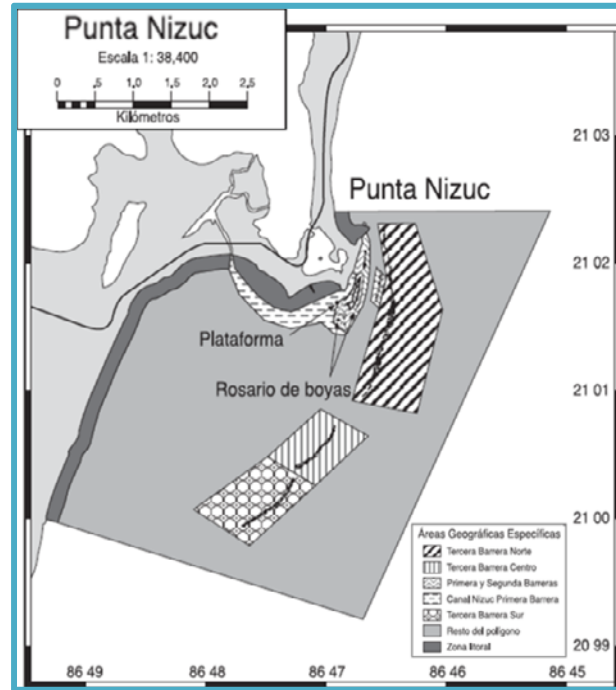 Punta Nizuc
Escala 1: 38,400
0 .5 1.0 1.5 2.0 2.5
Kilómetros
21 03
Punta Nizuc
21 02
Plataforma
Rosario de boyas
21 01
21 00
Áreas Geográficas Específicas
Tercera Barrera Norte
Tercera Barrera Centro
Primera y Segunda Barreras
Canal Nizuc Primera Barrera
Tercera Barrera Sur
Resto del polígono
Zona litoral
20 99
86 49 86 48 86 47 86 46 86 45